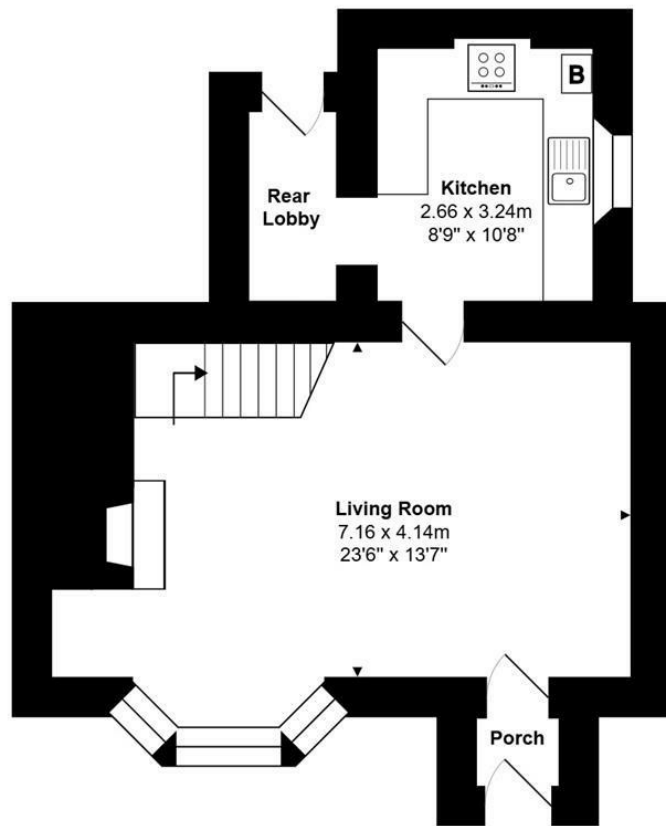 B
Kitchen
2.66 x 3.24m
8'9" x 10'8"
Rear
Lobby
Living Room
7.16 x 4.14m
23'6" x 13'7"
Porch